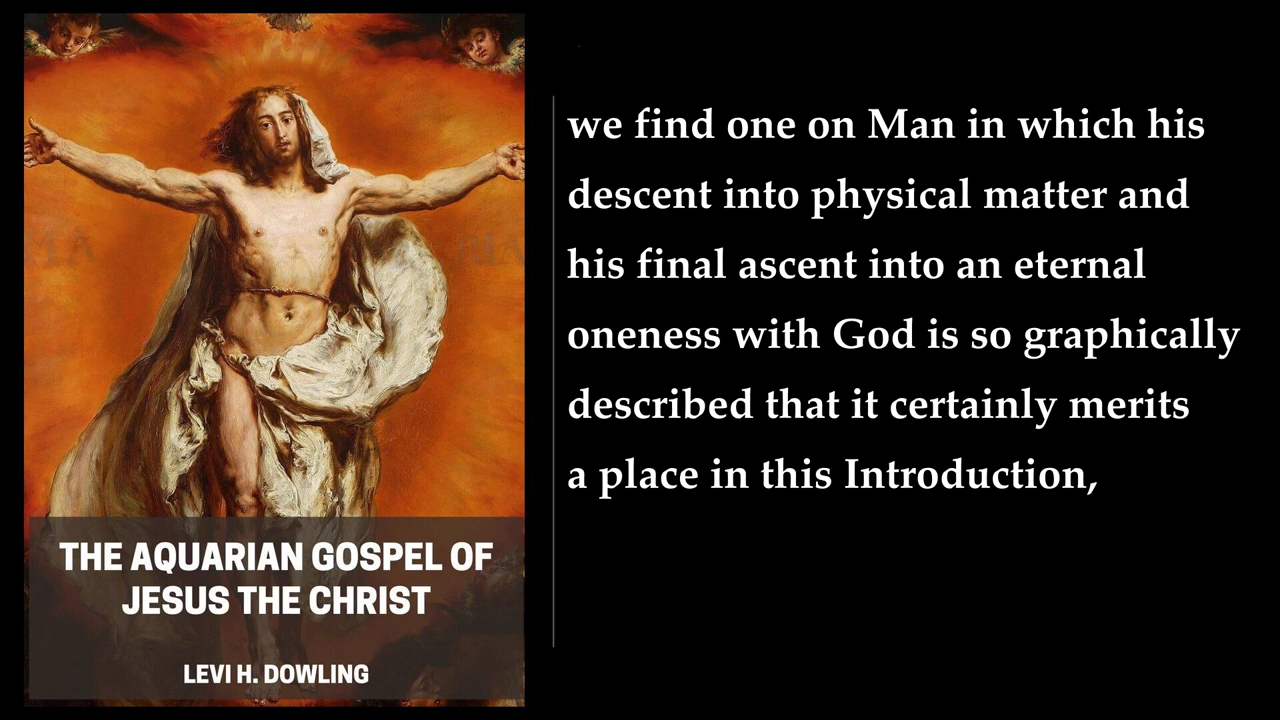 THE AQUARIAN GOSPEL OF
JESUS THE CHRIST
LEVI H. DOWLING
we find one on Man in which his
descent into physical matter and
his final ascent into an eternal
oneness with God is so graphically
described that it certainly merits
a place in this Introduction,